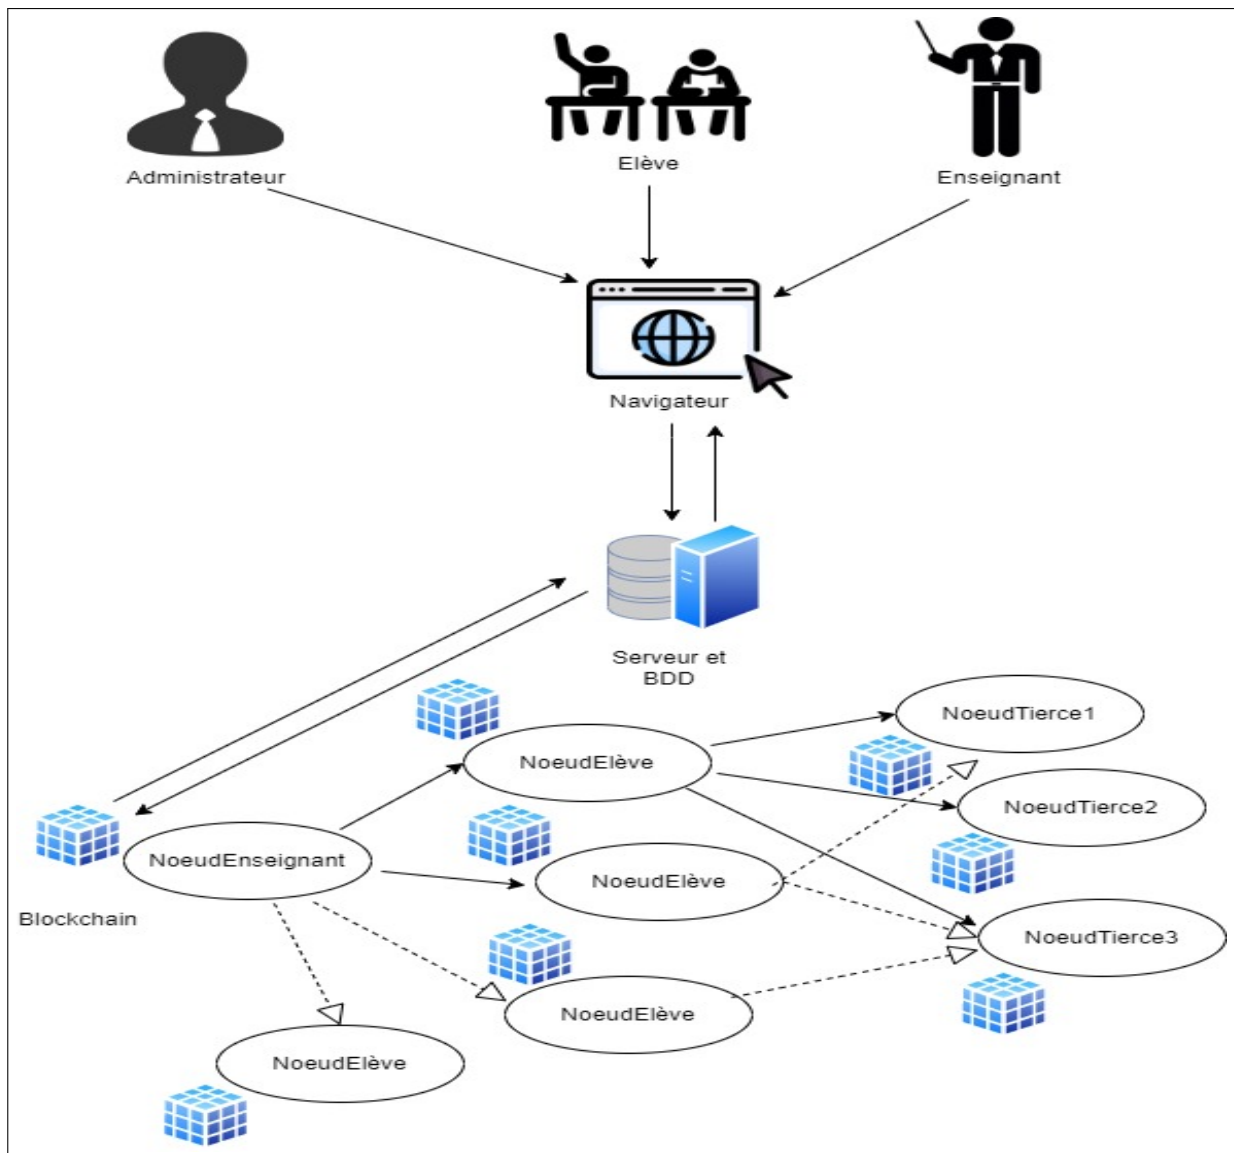 Administrateur
Elève
Enseignant
Navigateur
Serveur et
BDD
NoeudTierce1
NoeudElève
NoeudTierce2
NoeudEnseignant
NoeudElève
Blockchain
NoeudTierce3
NoeudElève
NoeudElève